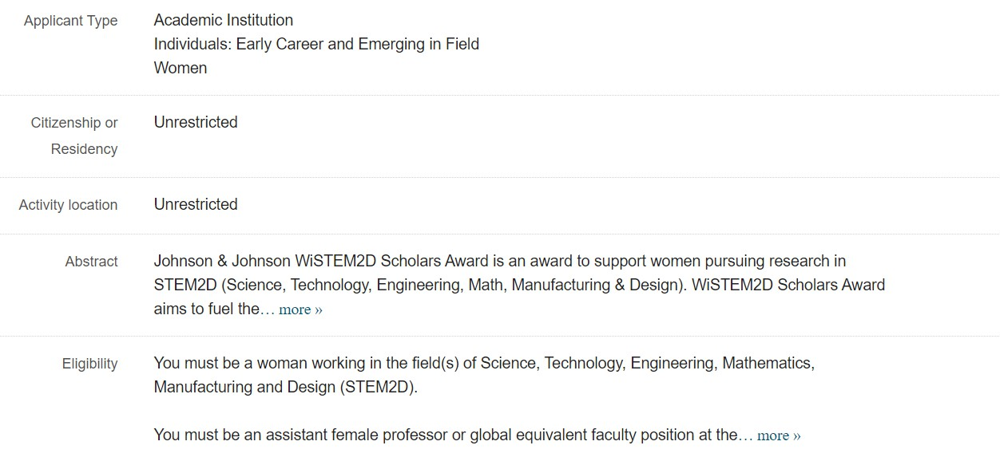 Applicant Type
Academic Institution
Individuals: Early Career and Emerging in Field
Women
Citizenship or
Residency
Unrestricted
Activity location
Unrestricted
Abstract
Johnson & Johnson WiSTEM2D Scholars Award is an award to support women pursuing research in
STEM2D (Science, Technology, Engineering, Math, Manufacturing & Design). WiSTEM2D Scholars Award
aims to fuel the… more »
Eligibility
You must be a woman working in the field(s) of Science, Technology, Engineering, Mathematics,
Manufacturing and Design (STEM2D).
You must be an assistant female professor or global equivalent faculty position at the… more »